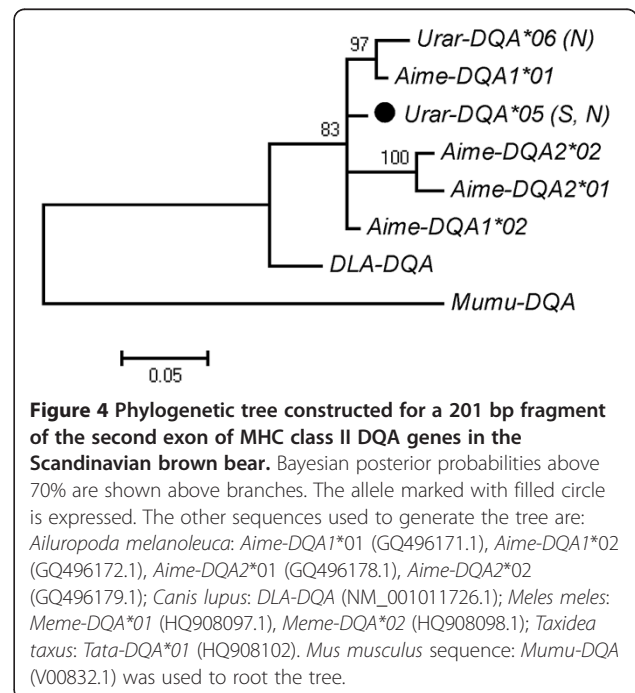 97
Urar-DQA*06 (N)
Aime-DQA1*01
83
Urar-DQA*05 (S, N)
100
Aime-DQA2*02
Aime-DQA2*01
Aime-DQA1*02
DLA-DQA
Mumu-DQA
0.05
Figure 4 Phylogenetic tree constructed for a 201 bp fragment
of the second exon of MHC class II DQA genes in the
Scandinavian brown bear. Bayesian posterior probabilities above
70% are shown above branches. The allele marked with filled circle
is expressed. The other sequences used to generate the tree are:
Ailuropoda melanoleuca: Aime-DQA1*01 (GQ496171.1), Aime-DQA1*02
(GQ496172.1), Aime-DQA2*01 (GQ496178.1), Aime-DQA2*02
(GQ496179.1); Canis lupus: DLA-DQA (NM_001011726.1); Meles meles:
Meme-DQA*01 (HQ908097.1), Meme-DQA*02 (HQ908098.1); Taxidea
taxus: Tata-DQA*01 (HQ908102). Mus musculus sequence: Mumu-DQA
(V00832.1) was used to root the tree.